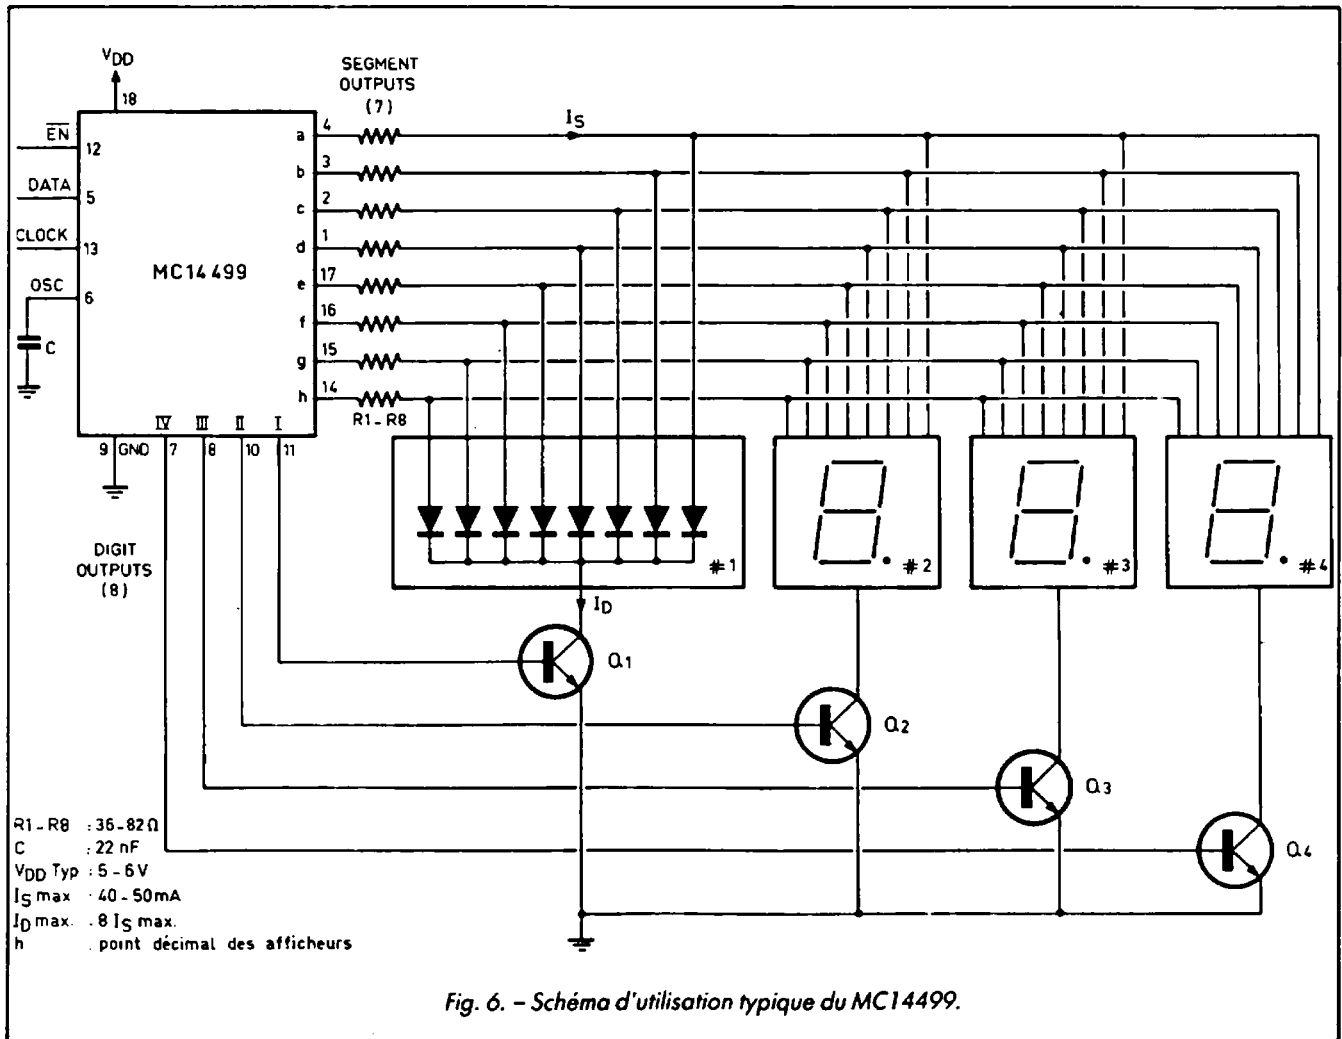 VDD
18
SEGMENT
OUTPUTS
(7)
EN
12
DATA
5
CLOCK
13
OSC
6
C
MC14499
a 4
b 3
c 2
d 1
e 17
f 16
g 15
h 14
R1-R8
IS
IV III II I
9 GND 7 8 10 11
DIGIT
OUTPUTS
(8)
#1
#2
#3
#4
ID
Q1
Q2
Q3
Q4
R1-R8 : 36-82Ω
C : 22 nF
VDD Typ : 5-6V
IS max : 40-50mA
ID max. : 8 IS max.
h : point décimal des afficheurs
Fig. 6. – Schéma d'utilisation typique du MC14499.